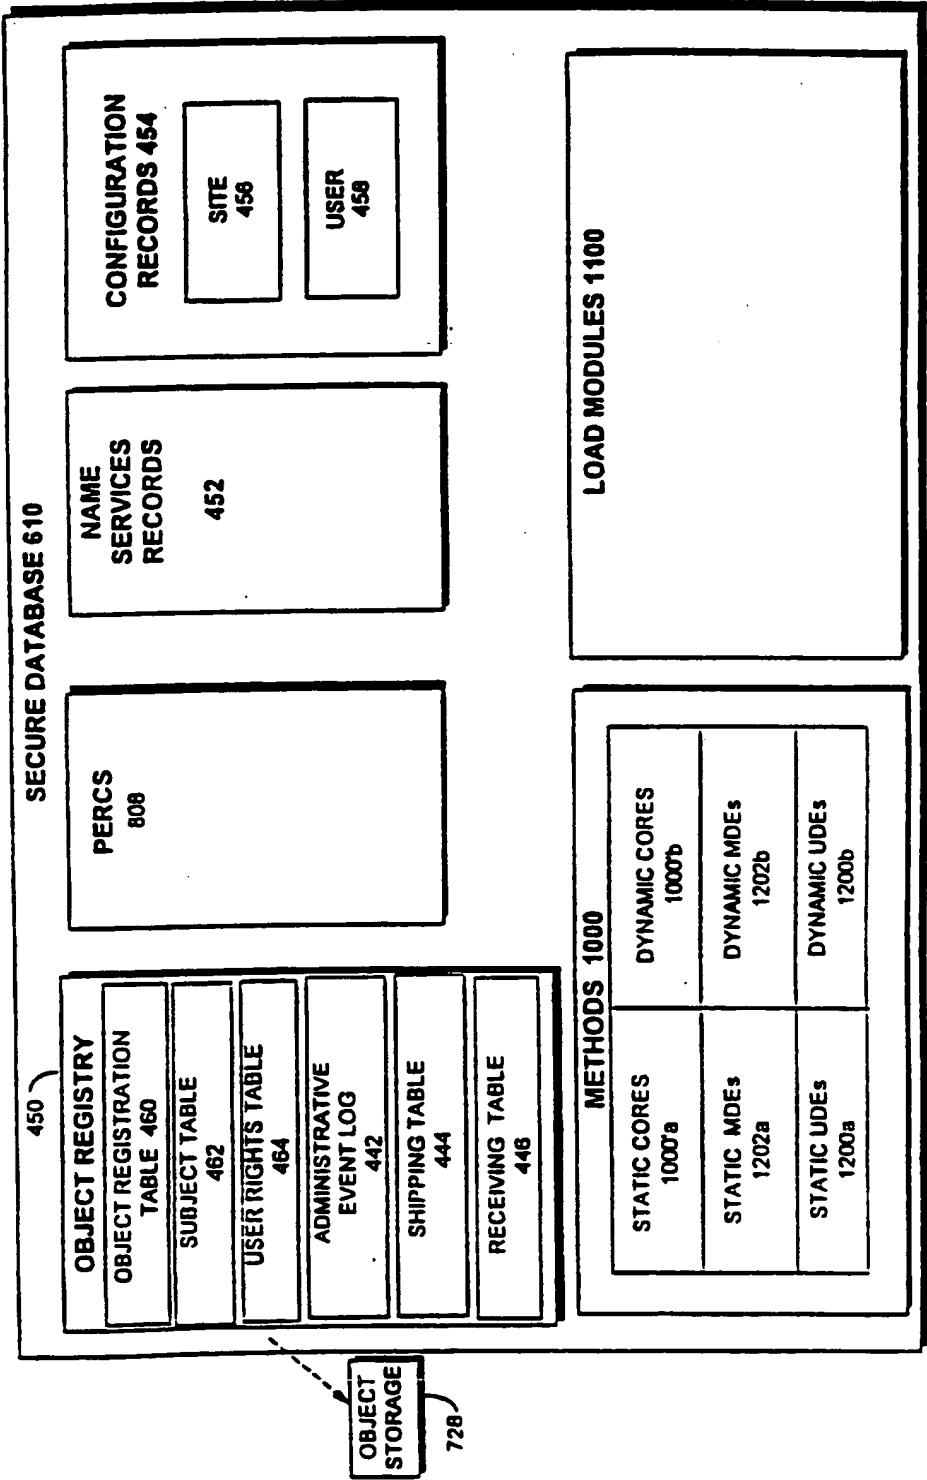 SECURE DATABASE 610
450
OBJECT REGISTRY
OBJECT REGISTRATION
TABLE 460
SUBJECT TABLE
462
USER RIGHTS TABLE
464
ADMINISTRATIVE
EVENT LOG
442
SHIPPING TABLE
444
RECEIVING TABLE
446
PERCS
808
NAME
SERVICES
RECORDS
452
CONFIGURATION
RECORDS 454
SITE
456
USER
458
OBJECT
STORAGE
728
METHODS 1000
STATIC CORES
1000'a
DYNAMIC CORES
1000'b
STATIC MDEs
1202a
DYNAMIC MDEs
1202b
STATIC UDEs
1200a
DYNAMIC UDEs
1200b
LOAD MODULES 1100